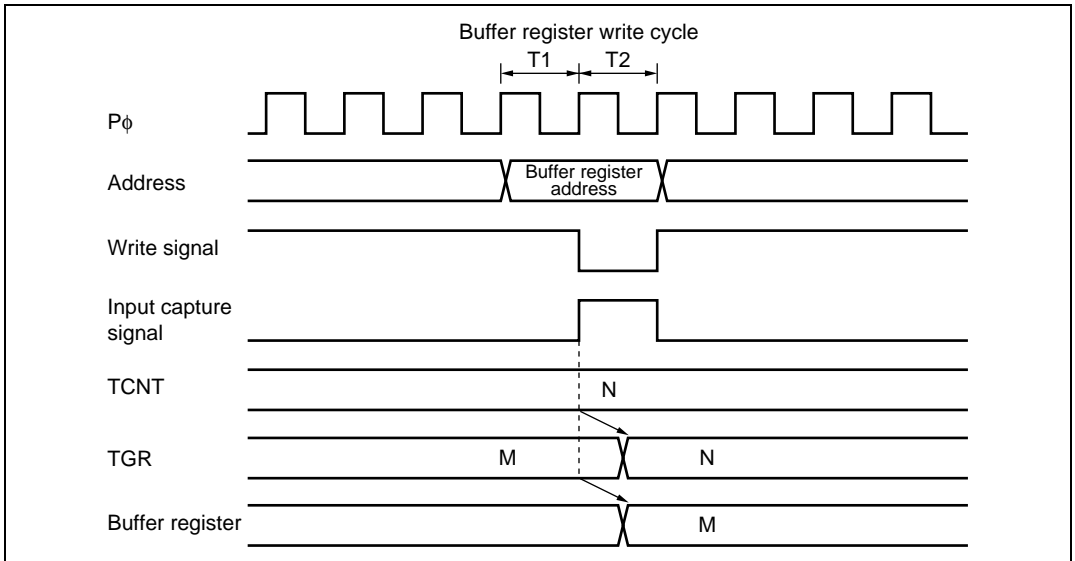 Buffer register write cycle
T1 T2
Pϕ
Address
Buffer register
address
Write signal
Input capture
signal
TCNT
N
TGR
M N
Buffer register
M